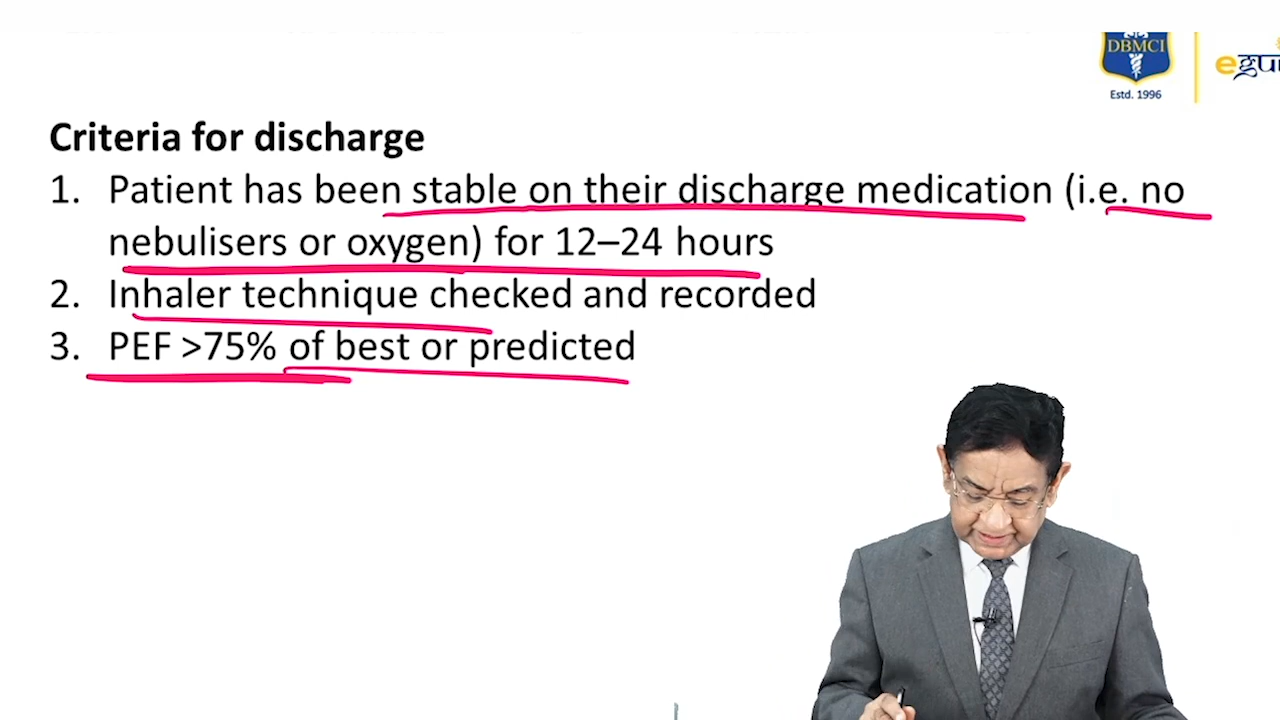 DBMCI
Estd. 1996
Criteria for discharge
1. Patient has been stable on their discharge medication (i.e. no
nebulisers or oxygen) for 12–24 hours
2. Inhaler technique checked and recorded
3. PEF >75% of best or predicted